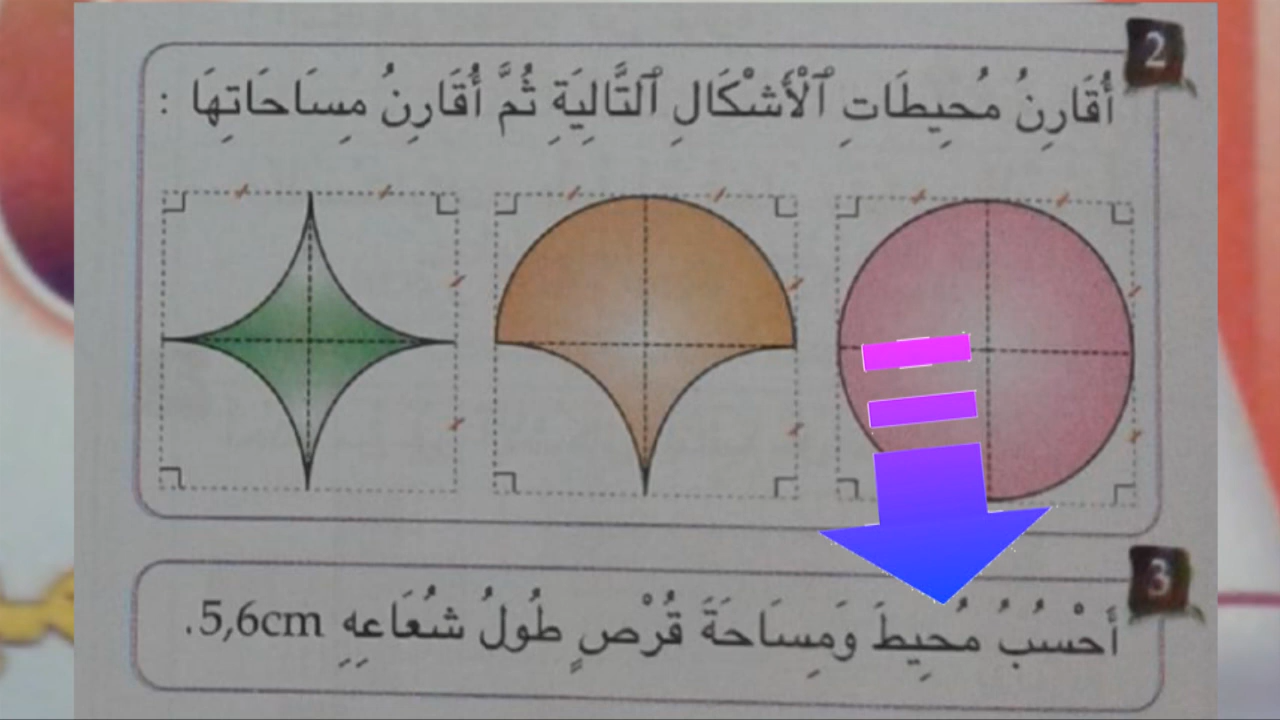 2
أُقَارِنُ مُحِيطَاتِ ٱلْأَشْكَالِ ٱلتَّالِيَةِ ثُمَّ أُقَارِنُ مِسَاحَاتِهَا :
3
أَحْسُبُ مُحِيطَ وَمِسَاحَةَ قُرْصٍ طُولُ شُعَاعِهِ 5,6cm.